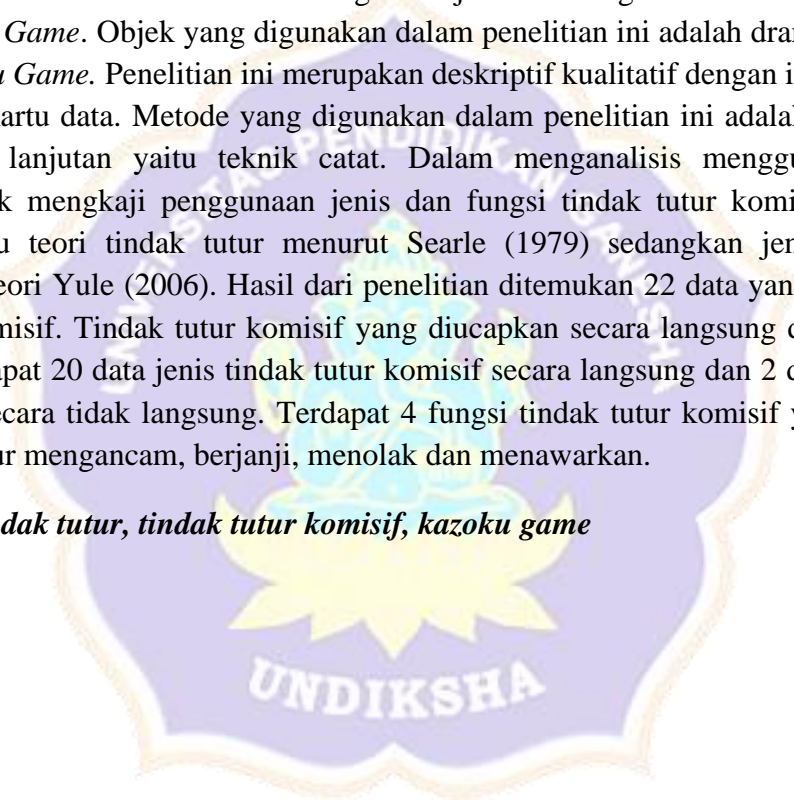 Game. Objek yang digunakan dalam penelitian ini adalah
Game. Penelitian ini merupakan deskriptif kualitatif dengan
artu data. Metode yang digunakan dalam penelitian ini adalah
lanjutan yaitu teknik catat. Dalam menganalisis
mengkaji penggunaan jenis dan fungsi tindak tutur
teori tindak tutur menurut Searle (1979) sedangkan
eori Yule (2006). Hasil dari penelitian ditemukan 22 data
misif. Tindak tutur komisif yang diucapkan secara langsung
pat 20 data jenis tindak tutur komisif secara langsung dan 2
ecara tidak langsung. Terdapat 4 fungsi tindak tutur komisif
ur mengancam, berjanji, menolak dan menawarkan.
dak tutur, tindak tutur komisif, kazoku game
UNIVERSITAS PENDIDIKAN GANESHA
UNDIKSHA